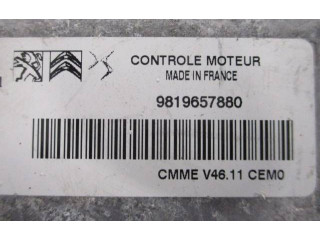 CONTROLE MOTEUR
MADE IN FRANCE
9819657880
CMME V46.11 CEM0